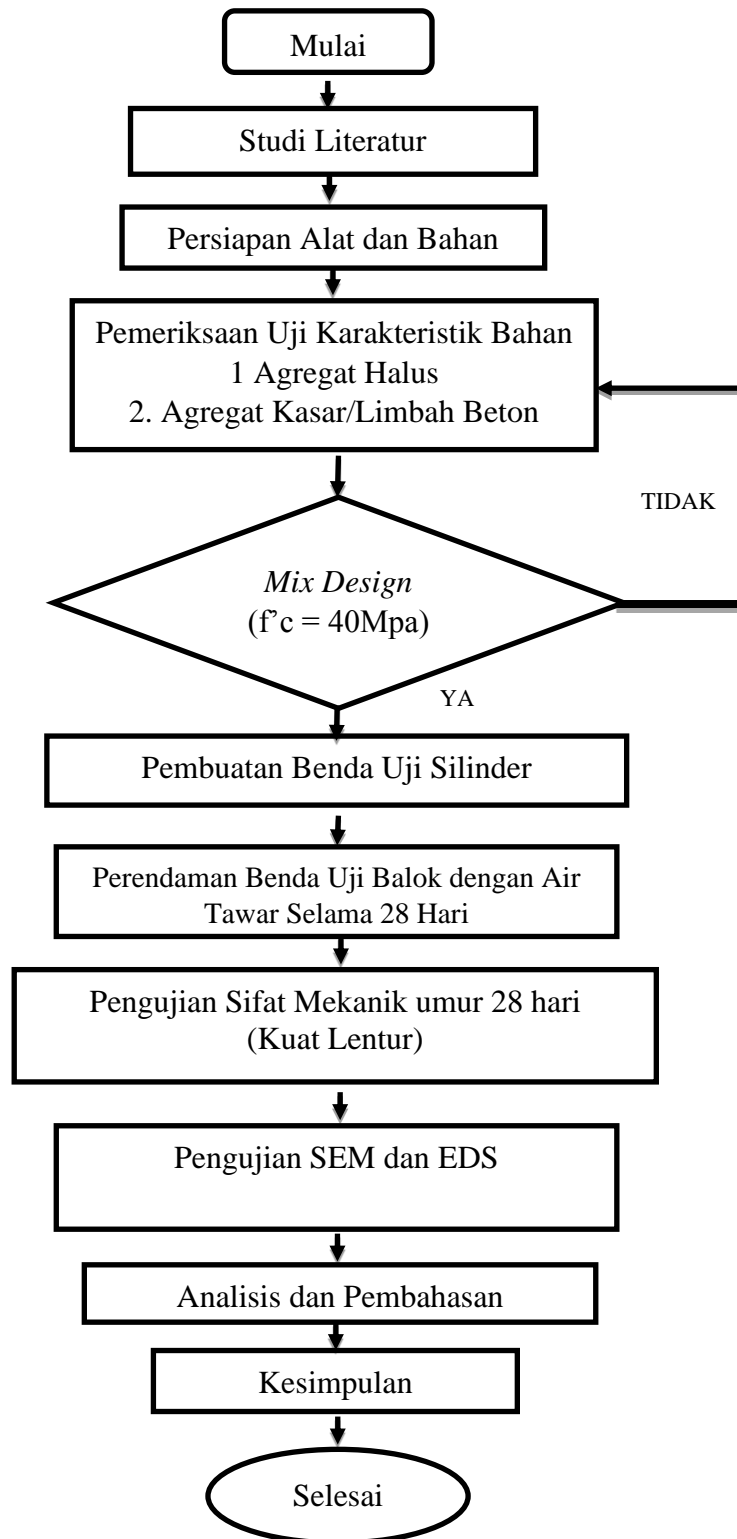 Mulai
Studi Literatur
Persiapan Alat dan Bahan
Pemeriksaan Uji Karakteristik Bahan
1 Agregat Halus
2. Agregat Kasar/Limbah Beton
TIDAK
Mix Design
(f’c = 40Mpa)
YA
Pembuatan Benda Uji Silinder
Perendaman Benda Uji Balok dengan Air
Tawar Selama 28 Hari
Pengujian Sifat Mekanik umur 28 hari
(Kuat Lentur)
Pengujian SEM dan EDS
Analisis dan Pembahasan
Kesimpulan
Selesai